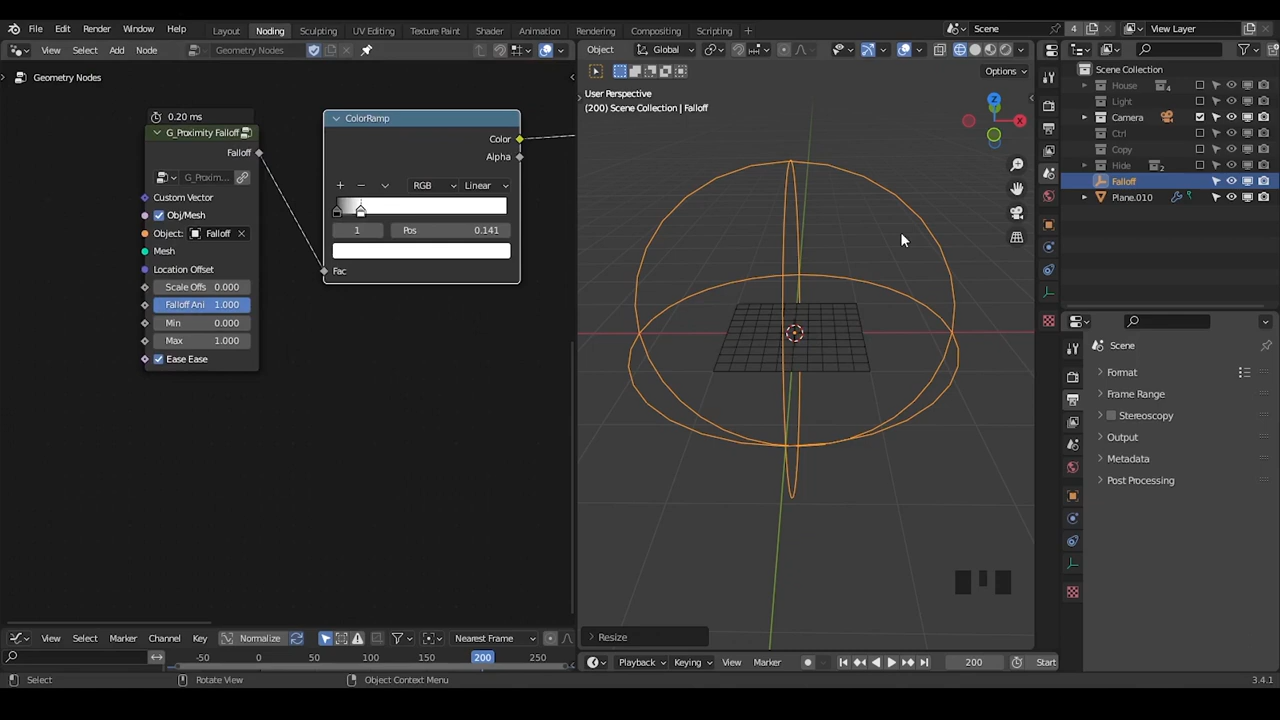 File Edit Render Window Help Layout Noding Sculpting UV Editing Texture Paint Shader Animation Rendering Compositing Scripting Scene 4 View Layer
View Select Add Node Geometry Nodes Object Global
Geometry Nodes
Options
User Perspective
(200) Scene Collection | Falloff
0.20 ms
G_Proximity Falloff
Falloff
G_Proxim...
Custom Vector
Obj/Mesh
Object: Falloff
Mesh
Location Offset
Scale Offs 0.000
Falloff Ani 1.000
Min 0.000
Max 1.000
Ease Ease
ColorRamp
Color
Alpha
RGB Linear
1 Pos 0.141
Fac
Scene Collection
House 4
Light
Camera
Ctrl
Copy
Hide 2
Falloff
Plane.010
Scene
Format
Frame Range
Stereoscopy
Output
Metadata
Post Processing
Resize
View Select Marker Channel Key Normalize Nearest Frame
-50 0 50 100 150 200 250
Playback Keying View Marker 200 Start
Select Rotate View Object Context Menu 3.4.1